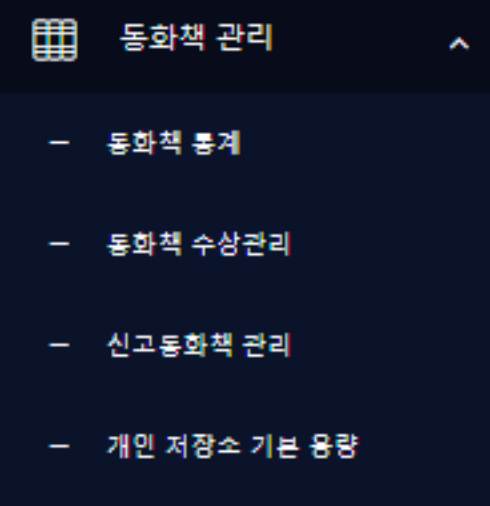 동화책 관리
동화책 통계
동화책 수상관리
신고동화책 관리
개인 저장소 기본 용량